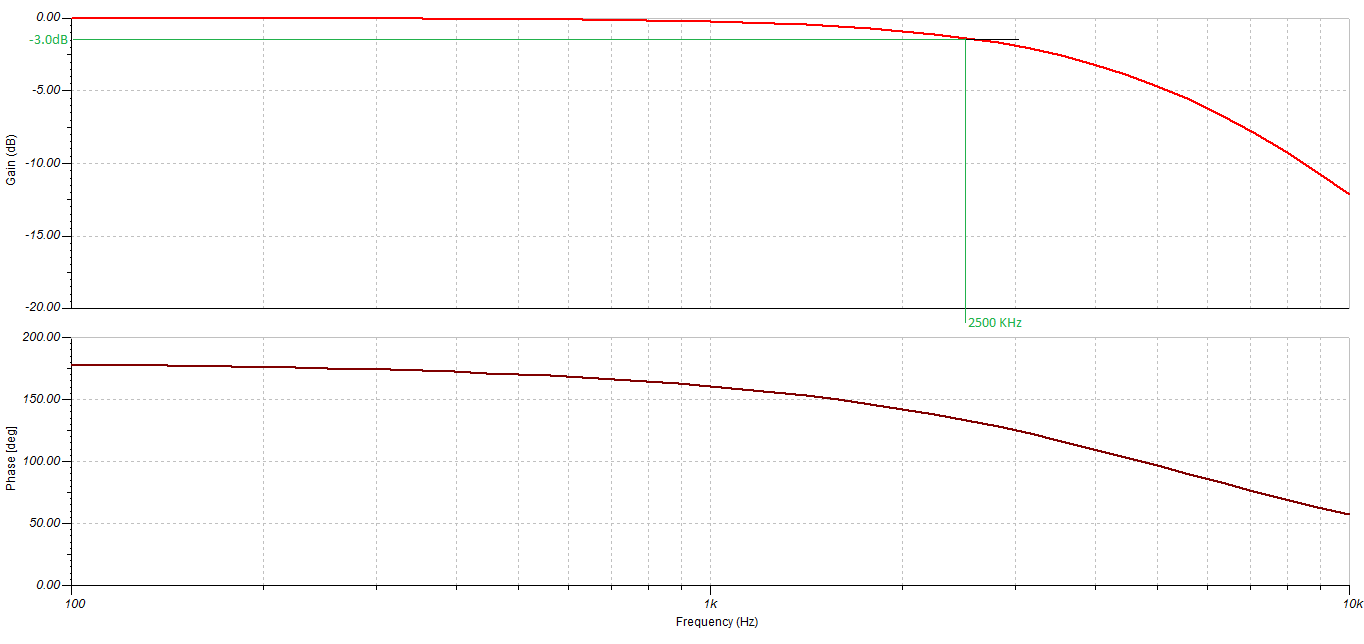 0.00
-3.0dB
-5.00
-10.00
-15.00
-20.00
Gain (dB)
2500 KHz
200.00
150.00
100.00
50.00
0.00
Phase [deg]
100
1k
10k
Frequency (Hz)